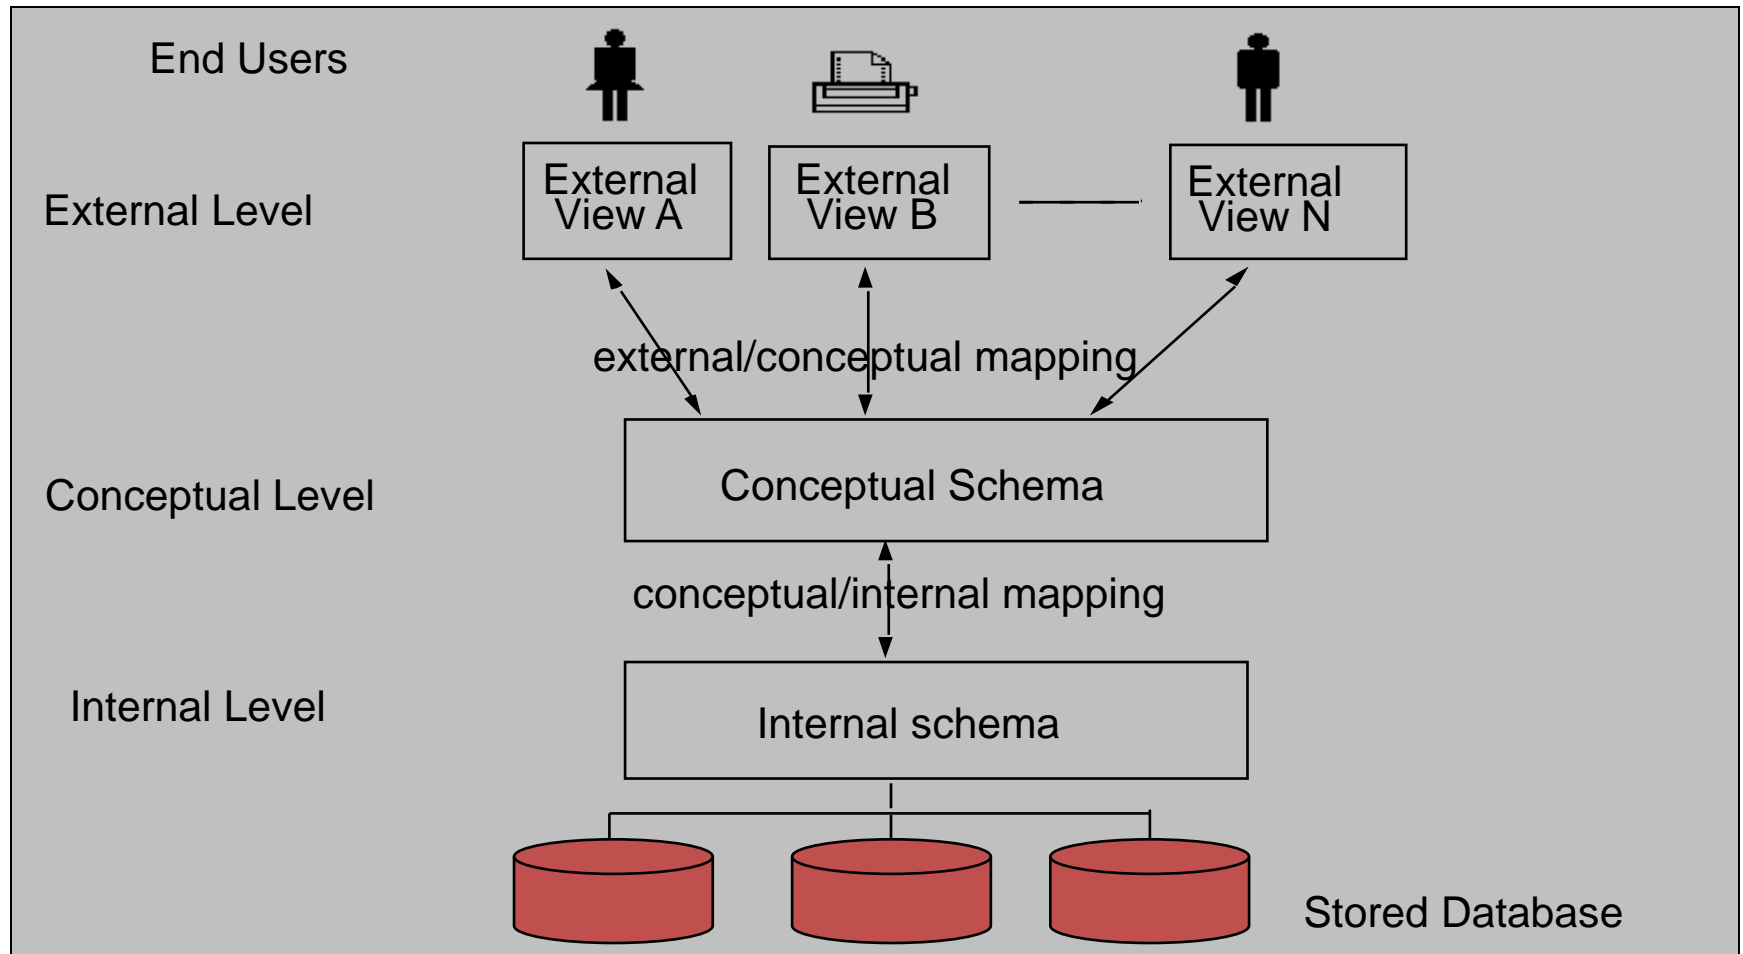 End Users
External
View A
External
View B
External
View N
External Level
external/conceptual mapping
Conceptual Level
Conceptual Schema
conceptual/internal mapping
Internal Level
Internal schema
Stored Database